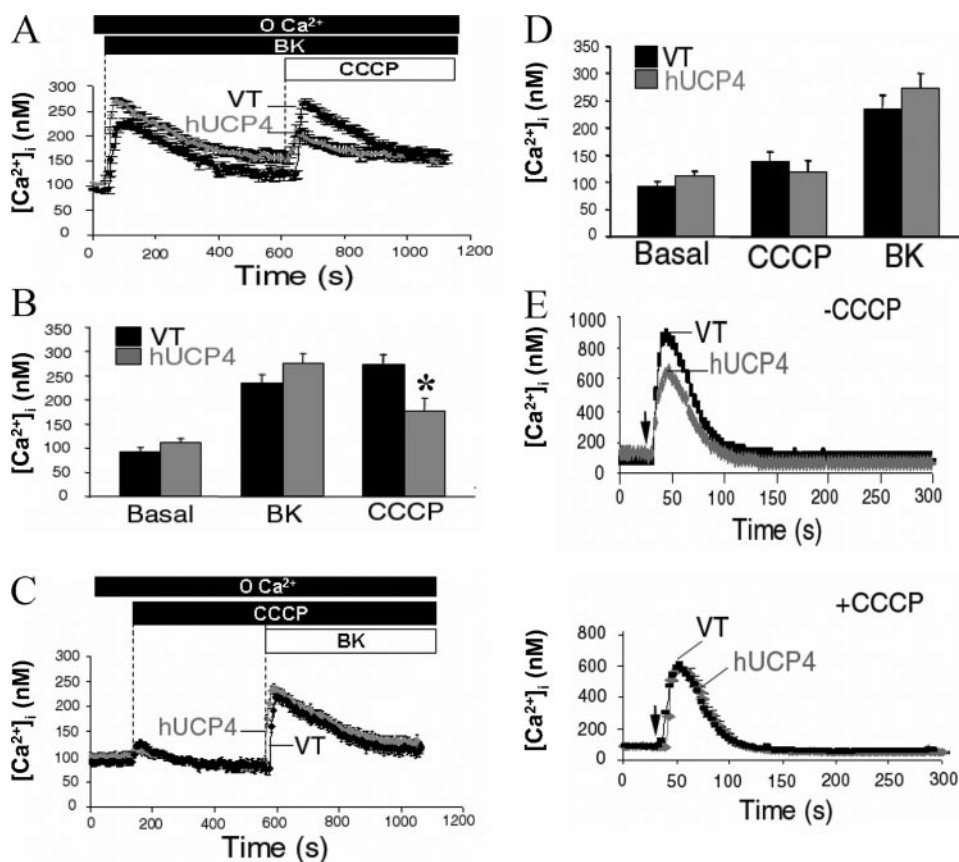 A
O Ca²⁺
BK
CCCP
VT
hUCP4
[Ca²⁺]ᵢ (nM)
300
250
200
150
100
50
0
0 200 400 600 800 1000 1200
Time (s)
B
VT
hUCP4
[Ca²⁺]ᵢ (nM)
350
300
250
200
150
100
50
0
*
Basal BK CCCP
C
O Ca²⁺
CCCP
BK
hUCP4
VT
[Ca²⁺]ᵢ (nM)
300
250
200
150
100
50
0
0 200 400 600 800 1000 1200
Time (s)
D
VT
hUCP4
[Ca²⁺]ᵢ (nM)
350
300
250
200
150
100
50
0
Basal CCCP BK
E
-CCCP
VT
hUCP4
[Ca²⁺]ᵢ (nM)
1000
800
600
400
200
0
0 50 100 150 200 250 300
Time (s)
+CCCP
VT
hUCP4
[Ca²⁺]ᵢ (nM)
800
600
400
200
0
0 50 100 150 200 250 300
Time (s)